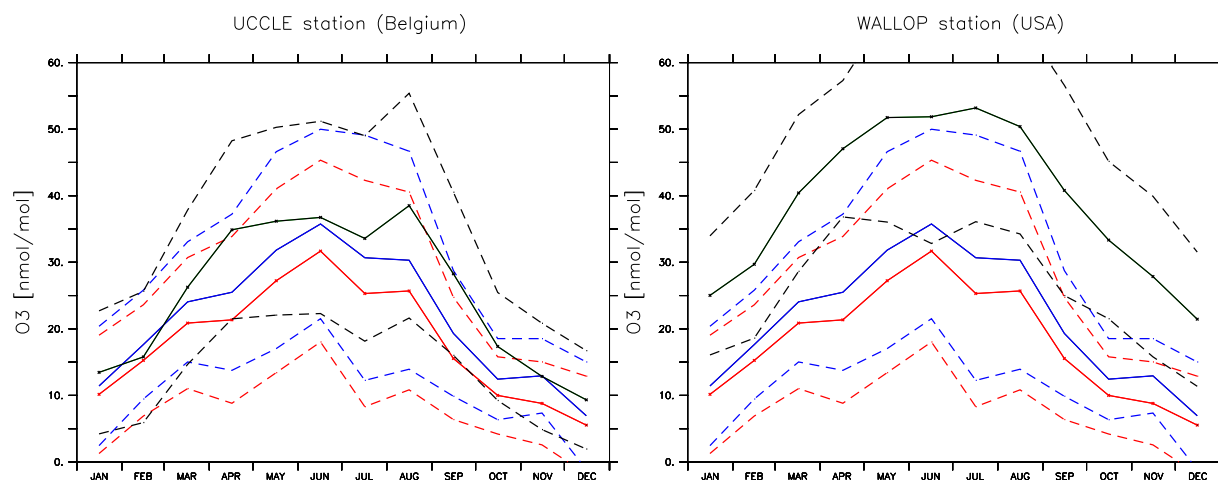 UCCLE station (Belgium)
O3 [nmol/mol]
60.
50.
40.
30.
20.
10.
0.
JAN FEB MAR APR MAY JUN JUL AUG SEP OCT NOV DEC
WALLOP station (USA)
O3 [nmol/mol]
60.
50.
40.
30.
20.
10.
0.
JAN FEB MAR APR MAY JUN JUL AUG SEP OCT NOV DEC